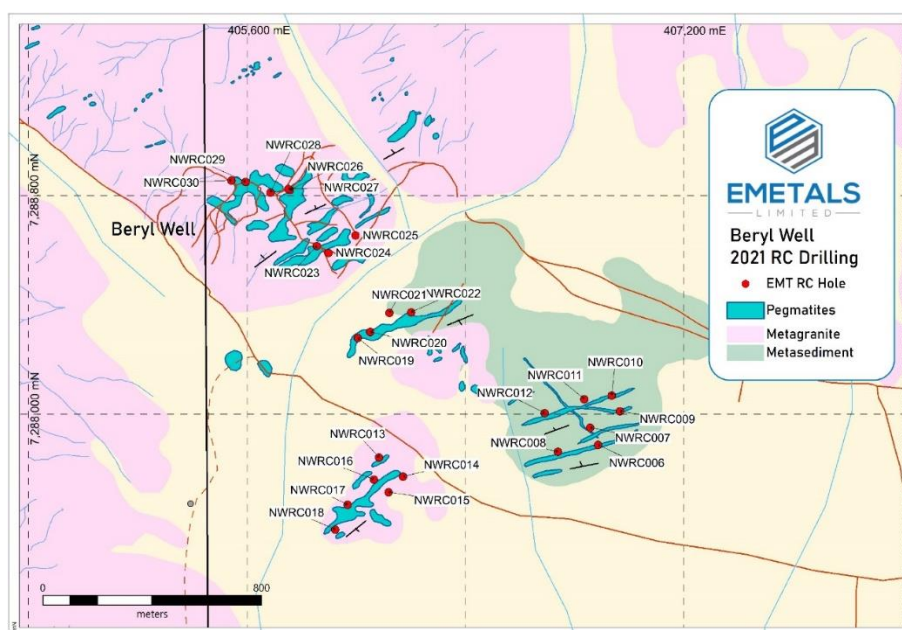 405,600 mE
407,200 mE
NWRC028
NWRC029
NWRC026
NWRC030
NWRC027
7,288,800 mN
Beryl Well
NWRC025
NWRC024
NWRC023
NWRC021
NWRC022
NWRC020
NWRC019
NWRC010
NWRC011
NWRC012
7,288,000 mN
NWRC009
NWRC008
NWRC007
NWRC006
NWRC013
NWRC016
NWRC014
NWRC017
NWRC015
NWRC018
0
800
meters
EMETALS
LIMITED
Beryl Well
2021 RC Drilling
EMT RC Hole
Pegmatites
Metagranite
Metasediment